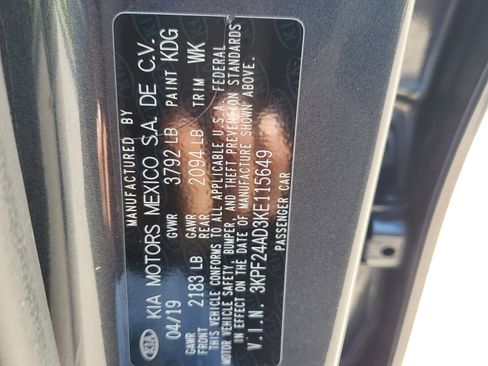 MANUFACTURED BY
KIA KIA MOTORS MEXICO S.A. DE C.V.
04/19 GVWR 3792 LB PAINT KDG
GAWR FRONT 2183 LB GAWR REAR 2094 LB TRIM WK
THIS VEHICLE CONFORMS TO ALL APPLICABLE U.S.A. FEDERAL
MOTOR VEHICLE SAFETY, BUMPER, AND THEFT PREVENTION STANDARDS
IN EFFECT ON THE DATE OF MANUFACTURE SHOWN ABOVE.
V.I.N. 3KPF24AD3KE115649
PASSENGER CAR